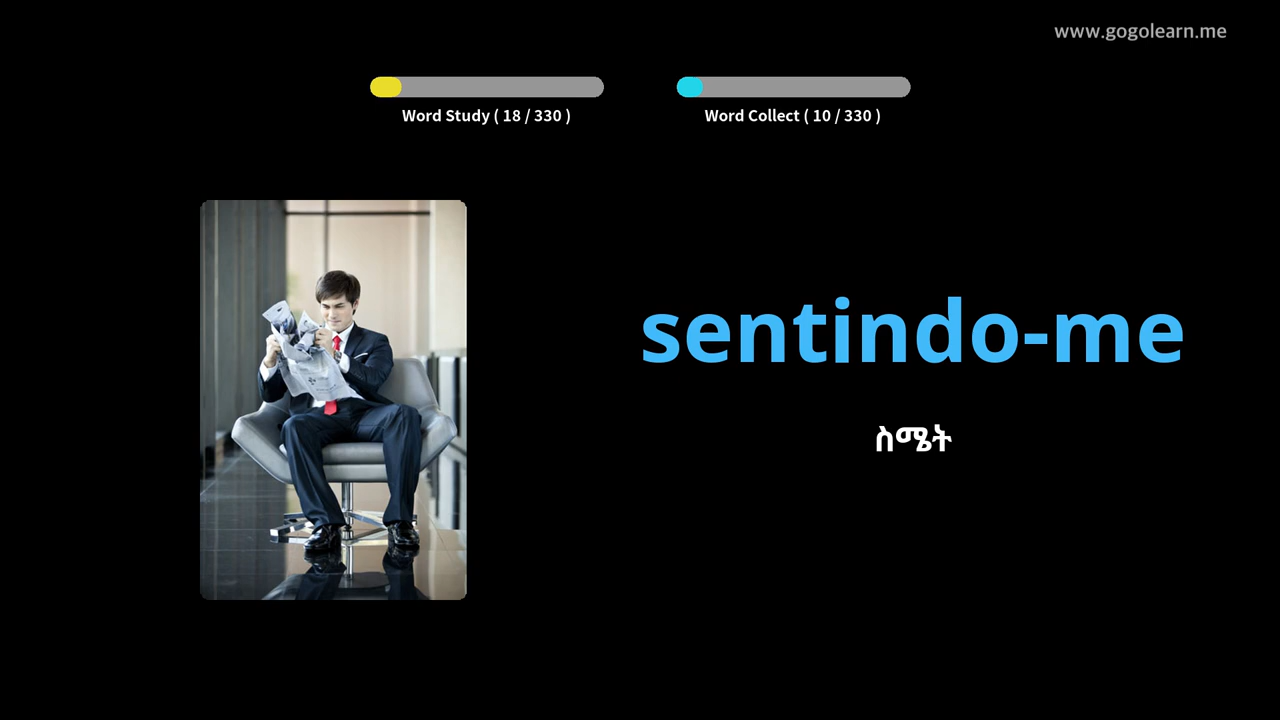 www.gogolearn.me
Word Study ( 18 / 330 )
Word Collect ( 10 / 330 )
sentindo-me
ስሜት